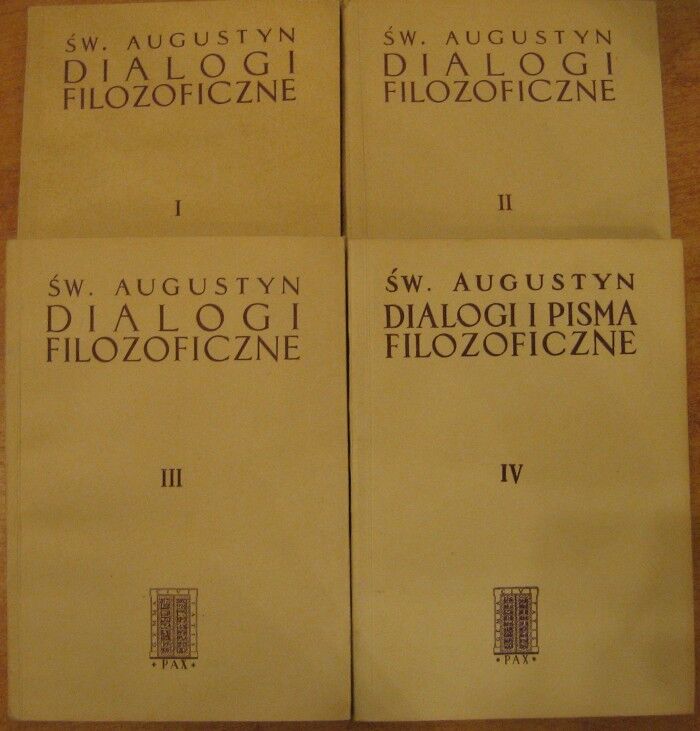 ŚW. AUGUSTYN
DIALOGI
FILOZOFICZNE
I
ŚW. AUGUSTYN
DIALOGI
FILOZOFICZNE
II
ŚW. AUGUSTYN
DIALOGI
FILOZOFICZNE
III
• PAX •
ŚW. AUGUSTYN
DIALOGI I PISMA
FILOZOFICZNE
IV
• PAX •